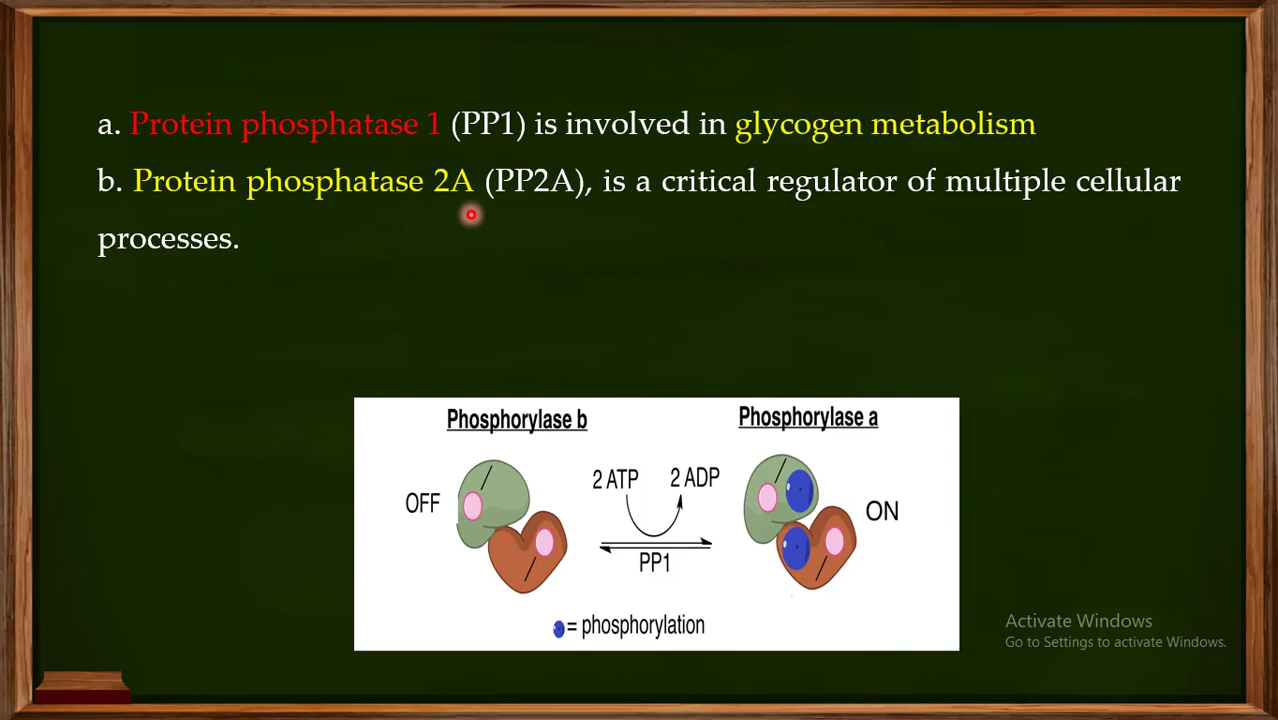 a. Protein phosphatase 1 (PP1) is involved in glycogen metabolism
b. Protein phosphatase 2A (PP2A), is a critical regulator of multiple cellular
processes.
Phosphorylase b
Phosphorylase a
OFF
2 ATP
2 ADP
ON
PP1
= phosphorylation
Activate Windows
Go to Settings to activate Windows.